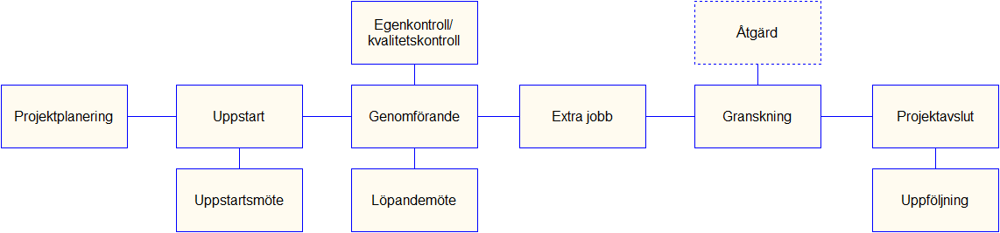 Egenkontroll/
kvalitetskontroll
Åtgärd
Projektplanering
Uppstart
Genomförande
Extra jobb
Granskning
Projektavslut
Uppstartsmöte
Löpandemöte
Uppföljning